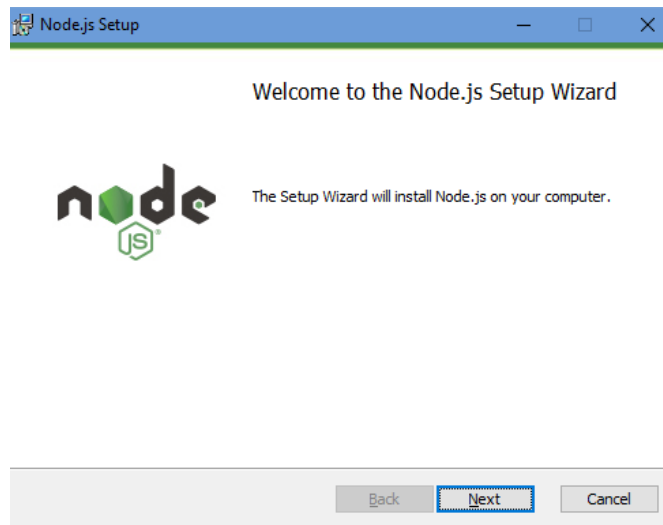 Node.js Setup
Welcome to the Node.js Setup Wizard
The Setup Wizard will install Node.js on your computer.
node
JS
Back
Next
Cancel